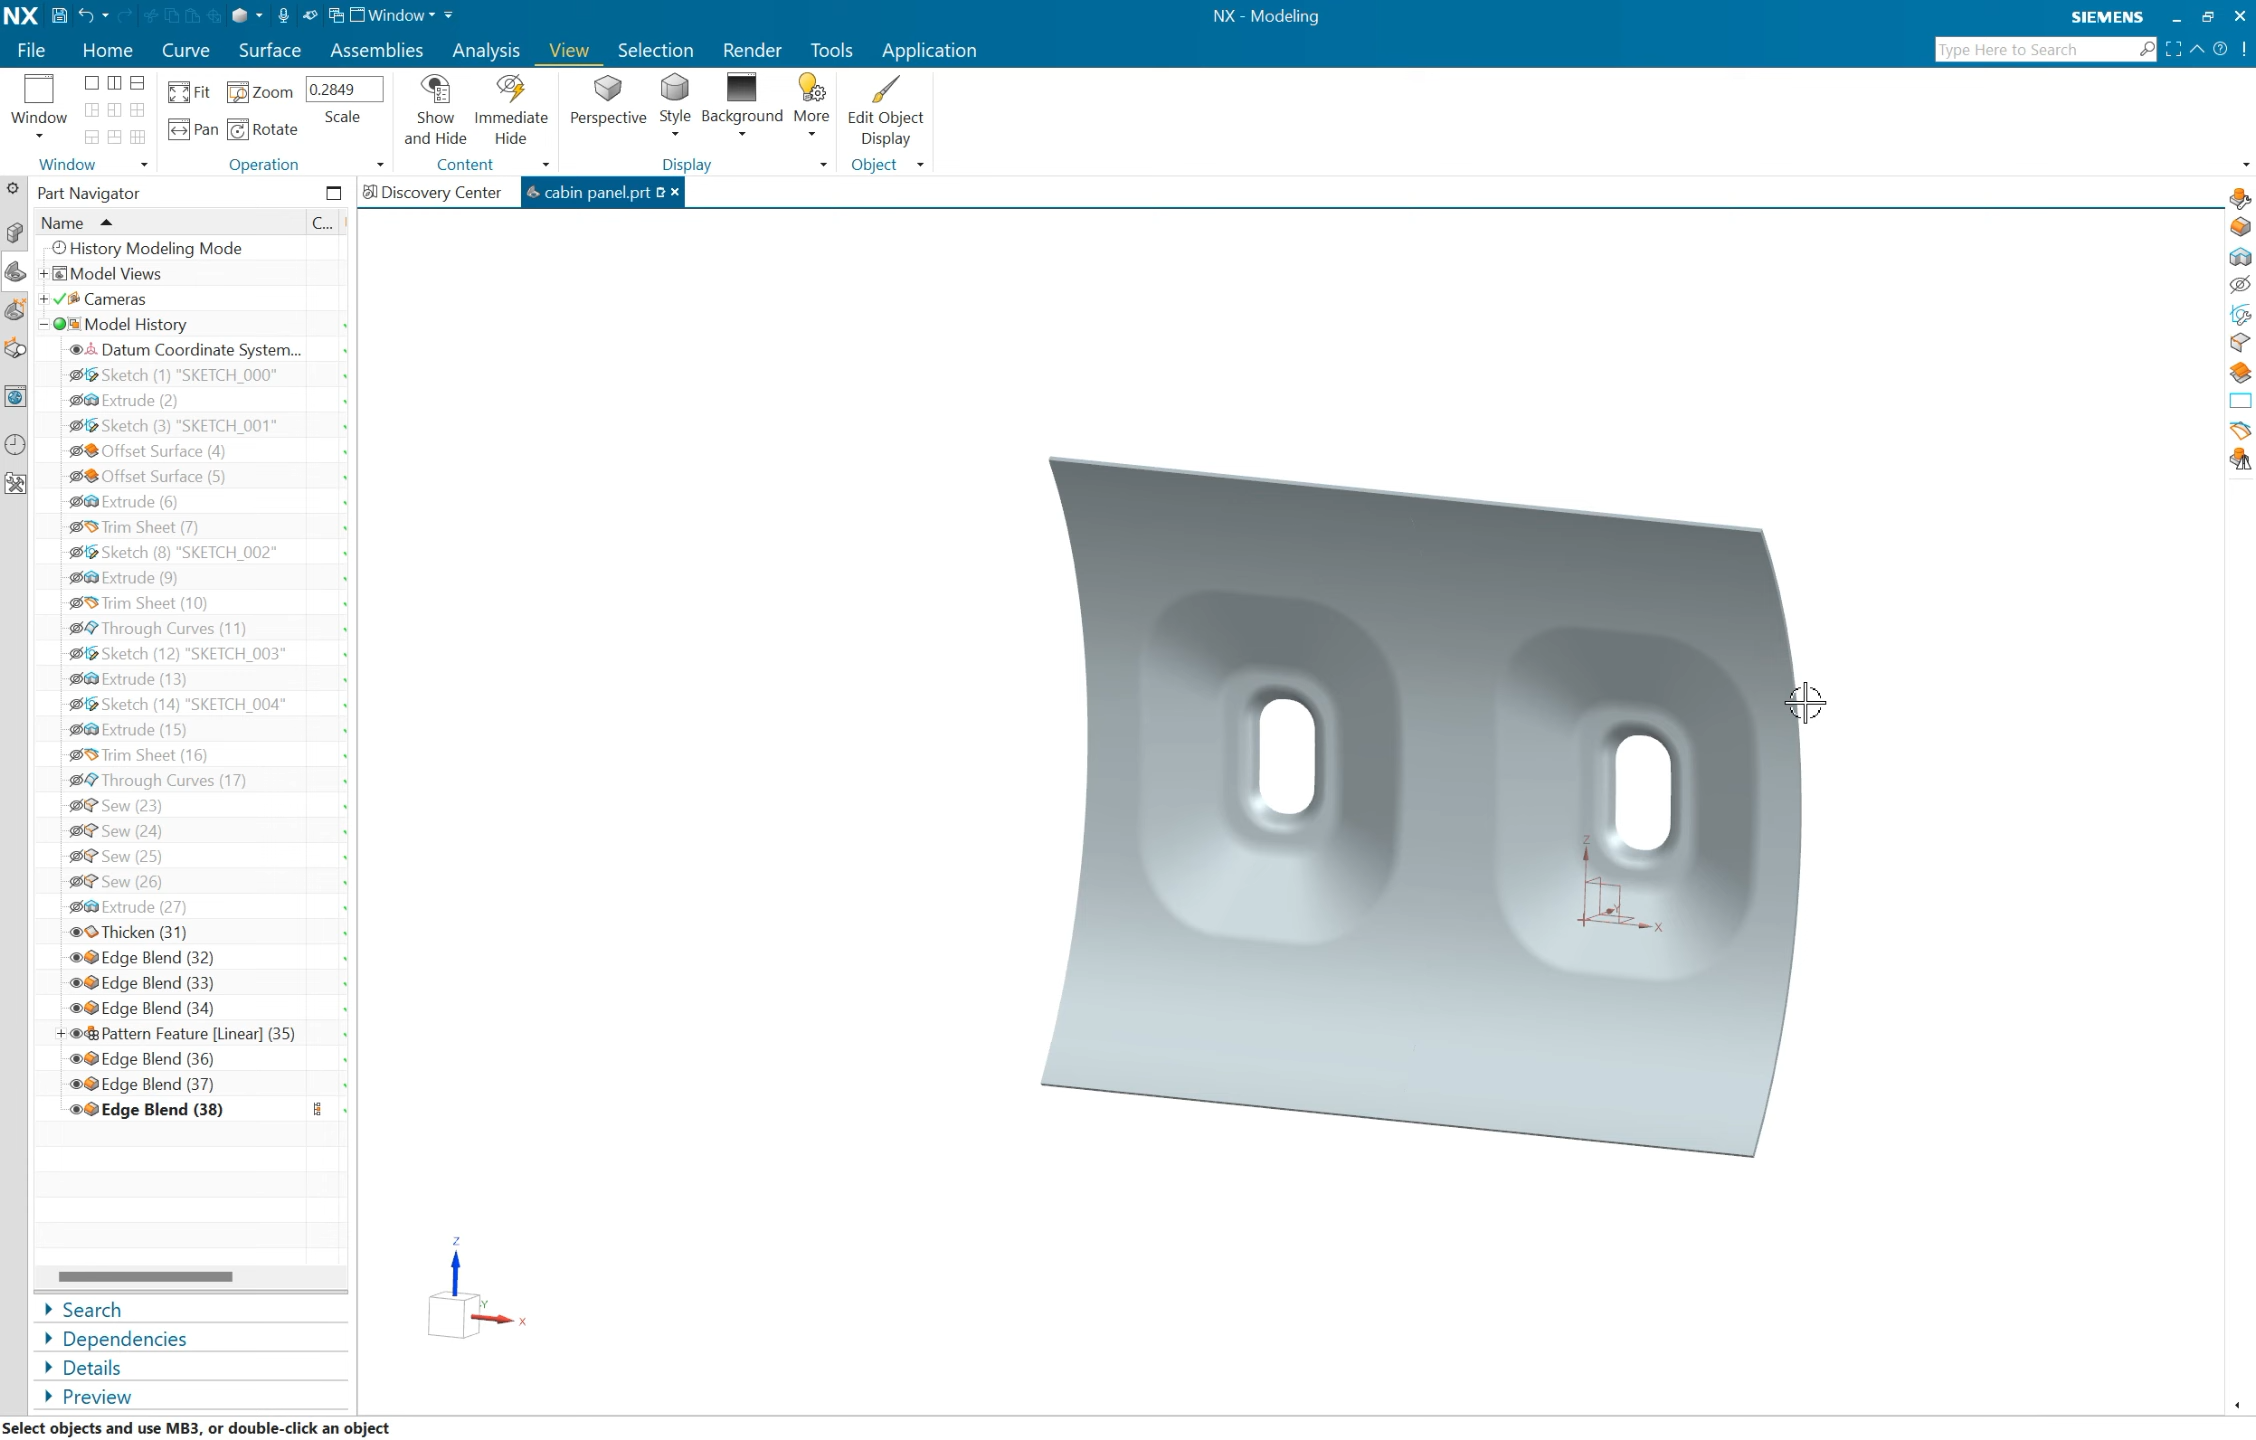 NX Window NX - Modeling SIEMENS
File Home Curve Surface Assemblies Analysis View Selection Render Tools Application Type Here to Search
Window Fit Zoom 0.2849 Show and Hide Immediate Hide Perspective Style Background More Edit Object Display
Pan Rotate Scale
Window Operation Content Display Object
Part Navigator Discovery Center cabin panel.prt
Name C...
History Modeling Mode
Model Views
Cameras
Model History
Datum Coordinate System...
Sketch (1) "SKETCH_000"
Extrude (2)
Sketch (3) "SKETCH_001"
Offset Surface (4)
Offset Surface (5)
Extrude (6)
Trim Sheet (7)
Sketch (8) "SKETCH_002"
Extrude (9)
Trim Sheet (10)
Through Curves (11)
Sketch (12) "SKETCH_003"
Extrude (13)
Sketch (14) "SKETCH_004"
Extrude (15)
Trim Sheet (16)
Through Curves (17)
Sew (23)
Sew (24)
Sew (25)
Sew (26)
Extrude (27)
Thicken (31)
Edge Blend (32)
Edge Blend (33)
Edge Blend (34)
Pattern Feature [Linear] (35)
Edge Blend (36)
Edge Blend (37)
Edge Blend (38)
Z
Y
X
Z
Y
X
Search
Dependencies
Details
Preview
Select objects and use MB3, or double-click an object